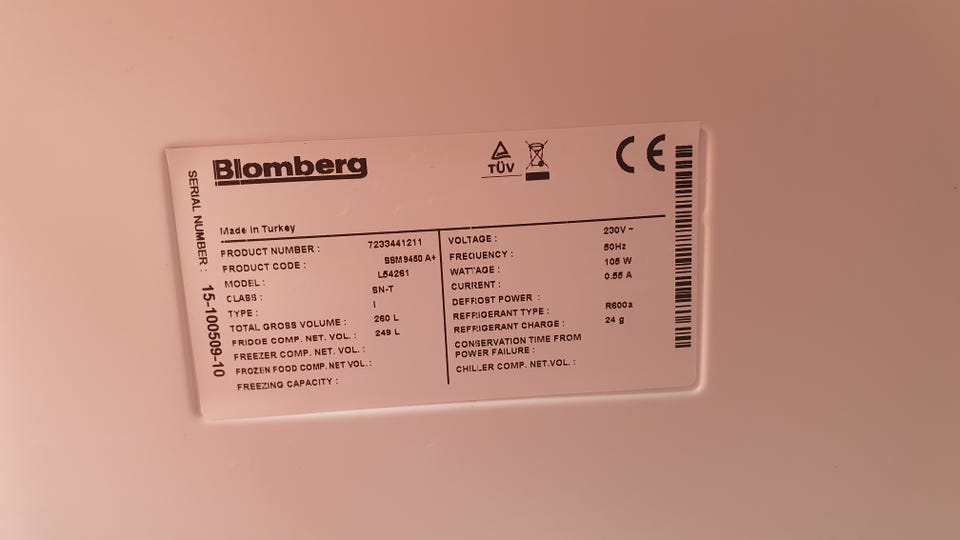 Blomberg
TÜV
CE
Made in Turkey
SERIAL NUMBER : 15-100509-10
PRODUCT NUMBER : 7233441211
PRODUCT CODE : SSM9450 A+
MODEL : L54261
CLASS : SN-T
TYPE : I
TOTAL GROSS VOLUME : 260 L
FRIDGE COMP. NET. VOL. : 249 L
FREEZER COMP. NET. VOL. :
FROZEN FOOD COMP.NET VOL. :
FREEZING CAPACITY :
VOLTAGE : 230V ~
FREQUENCY : 50Hz
WATTAGE : 105 W
CURRENT : 0.55 A
DEFROST POWER :
REFRIGERANT TYPE : R600a
REFRIGERANT CHARGE : 24 g
CONSERVATION TIME FROM
POWER FAILURE :
CHILLER COMP. NET.VOL. :